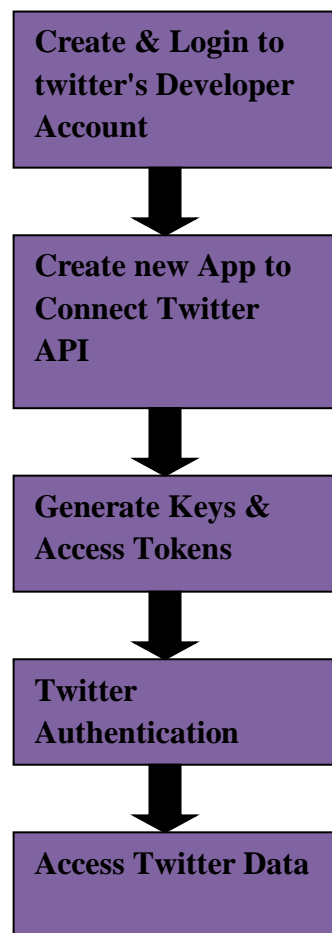 Create & Login to
twitter's Developer
Account
Create new App to
Connect Twitter
API
Generate Keys &
Access Tokens
Twitter
Authentication
Access Twitter Data